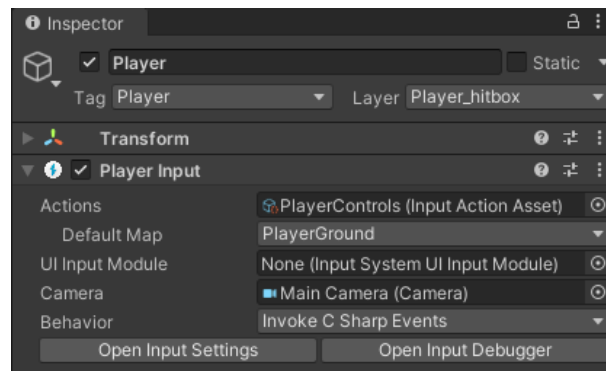 Inspector
Player Static
Tag Player Layer Player_hitbox
Transform
Player Input
Actions PlayerControls (Input Action Asset)
Default Map PlayerGround
UI Input Module None (Input System UI Input Module)
Camera Main Camera (Camera)
Behavior Invoke C Sharp Events
Open Input Settings Open Input Debugger